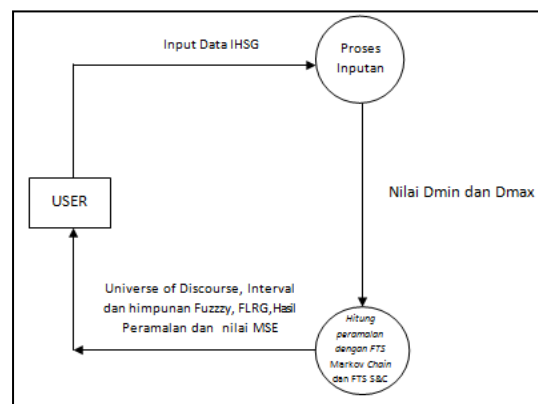 Input Data IHSG
Proses
Inputan
USER
Nilai Dmin dan Dmax
Universe of Discourse, Interval
dan himpunan Fuzzzy, FLRG,Hasil
Peramalan dan nilai MSE
Hitung
peramalan
dengan FTS
Markov Chain
dan FTS S&C